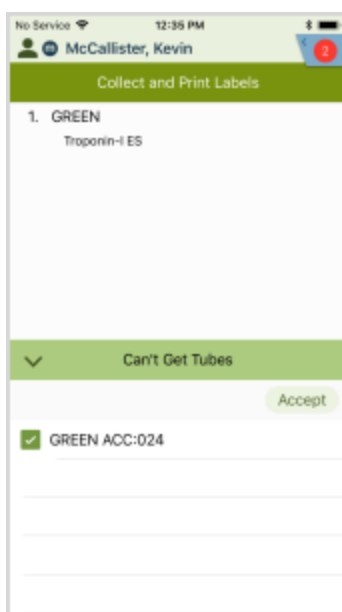 No Service 12:35 PM
McCallister, Kevin
2
Collect and Print Labels
1. GREEN
Troponin-I ES
Can't Get Tubes
Accept
GREEN ACC:024